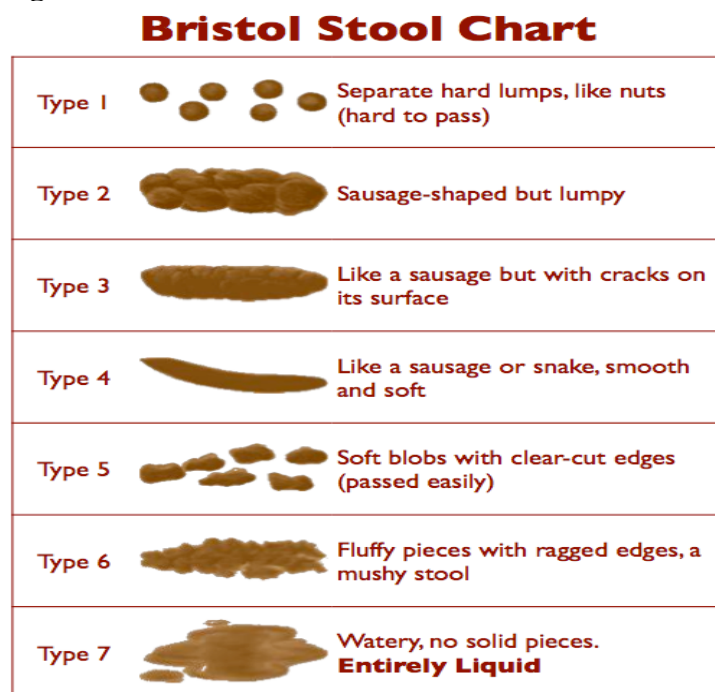 Bristol Stool Chart
Type 1
Separate hard lumps, like nuts
(hard to pass)
Type 2
Sausage-shaped but lumpy
Type 3
Like a sausage but with cracks on
its surface
Type 4
Like a sausage or snake, smooth
and soft
Type 5
Soft blobs with clear-cut edges
(passed easily)
Type 6
Fluffy pieces with ragged edges, a
mushy stool
Type 7
Watery, no solid pieces.
Entirely Liquid